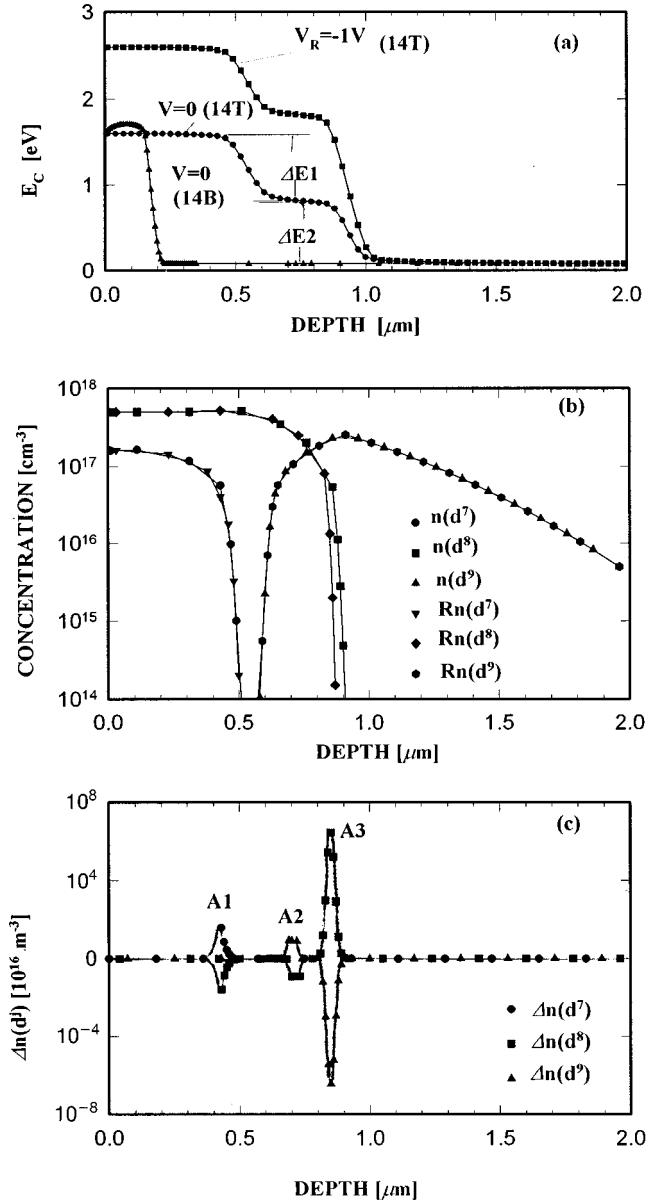 3
2
1
0
E_C [eV]
(a)
V_R=-1V (14T)
V=0 (14T)
V=0
(14B)
ΔE1
ΔE2
0.0 0.5 1.0 1.5 2.0
DEPTH [μm]
10^18
10^17
10^16
10^15
10^14
CONCENTRATION [cm^-3]
(b)
n(d^7)
n(d^8)
n(d^9)
Rn(d^7)
Rn(d^8)
Rn(d^9)
0.0 0.5 1.0 1.5 2.0
DEPTH [μm]
10^8
10^4
0
10^-4
10^-8
Δn(d^j) [10^16 m^-3]
(c)
A1
A2
A3
Δn(d^7)
Δn(d^8)
Δn(d^9)
0.0 0.5 1.0 1.5 2.0
DEPTH [μm]